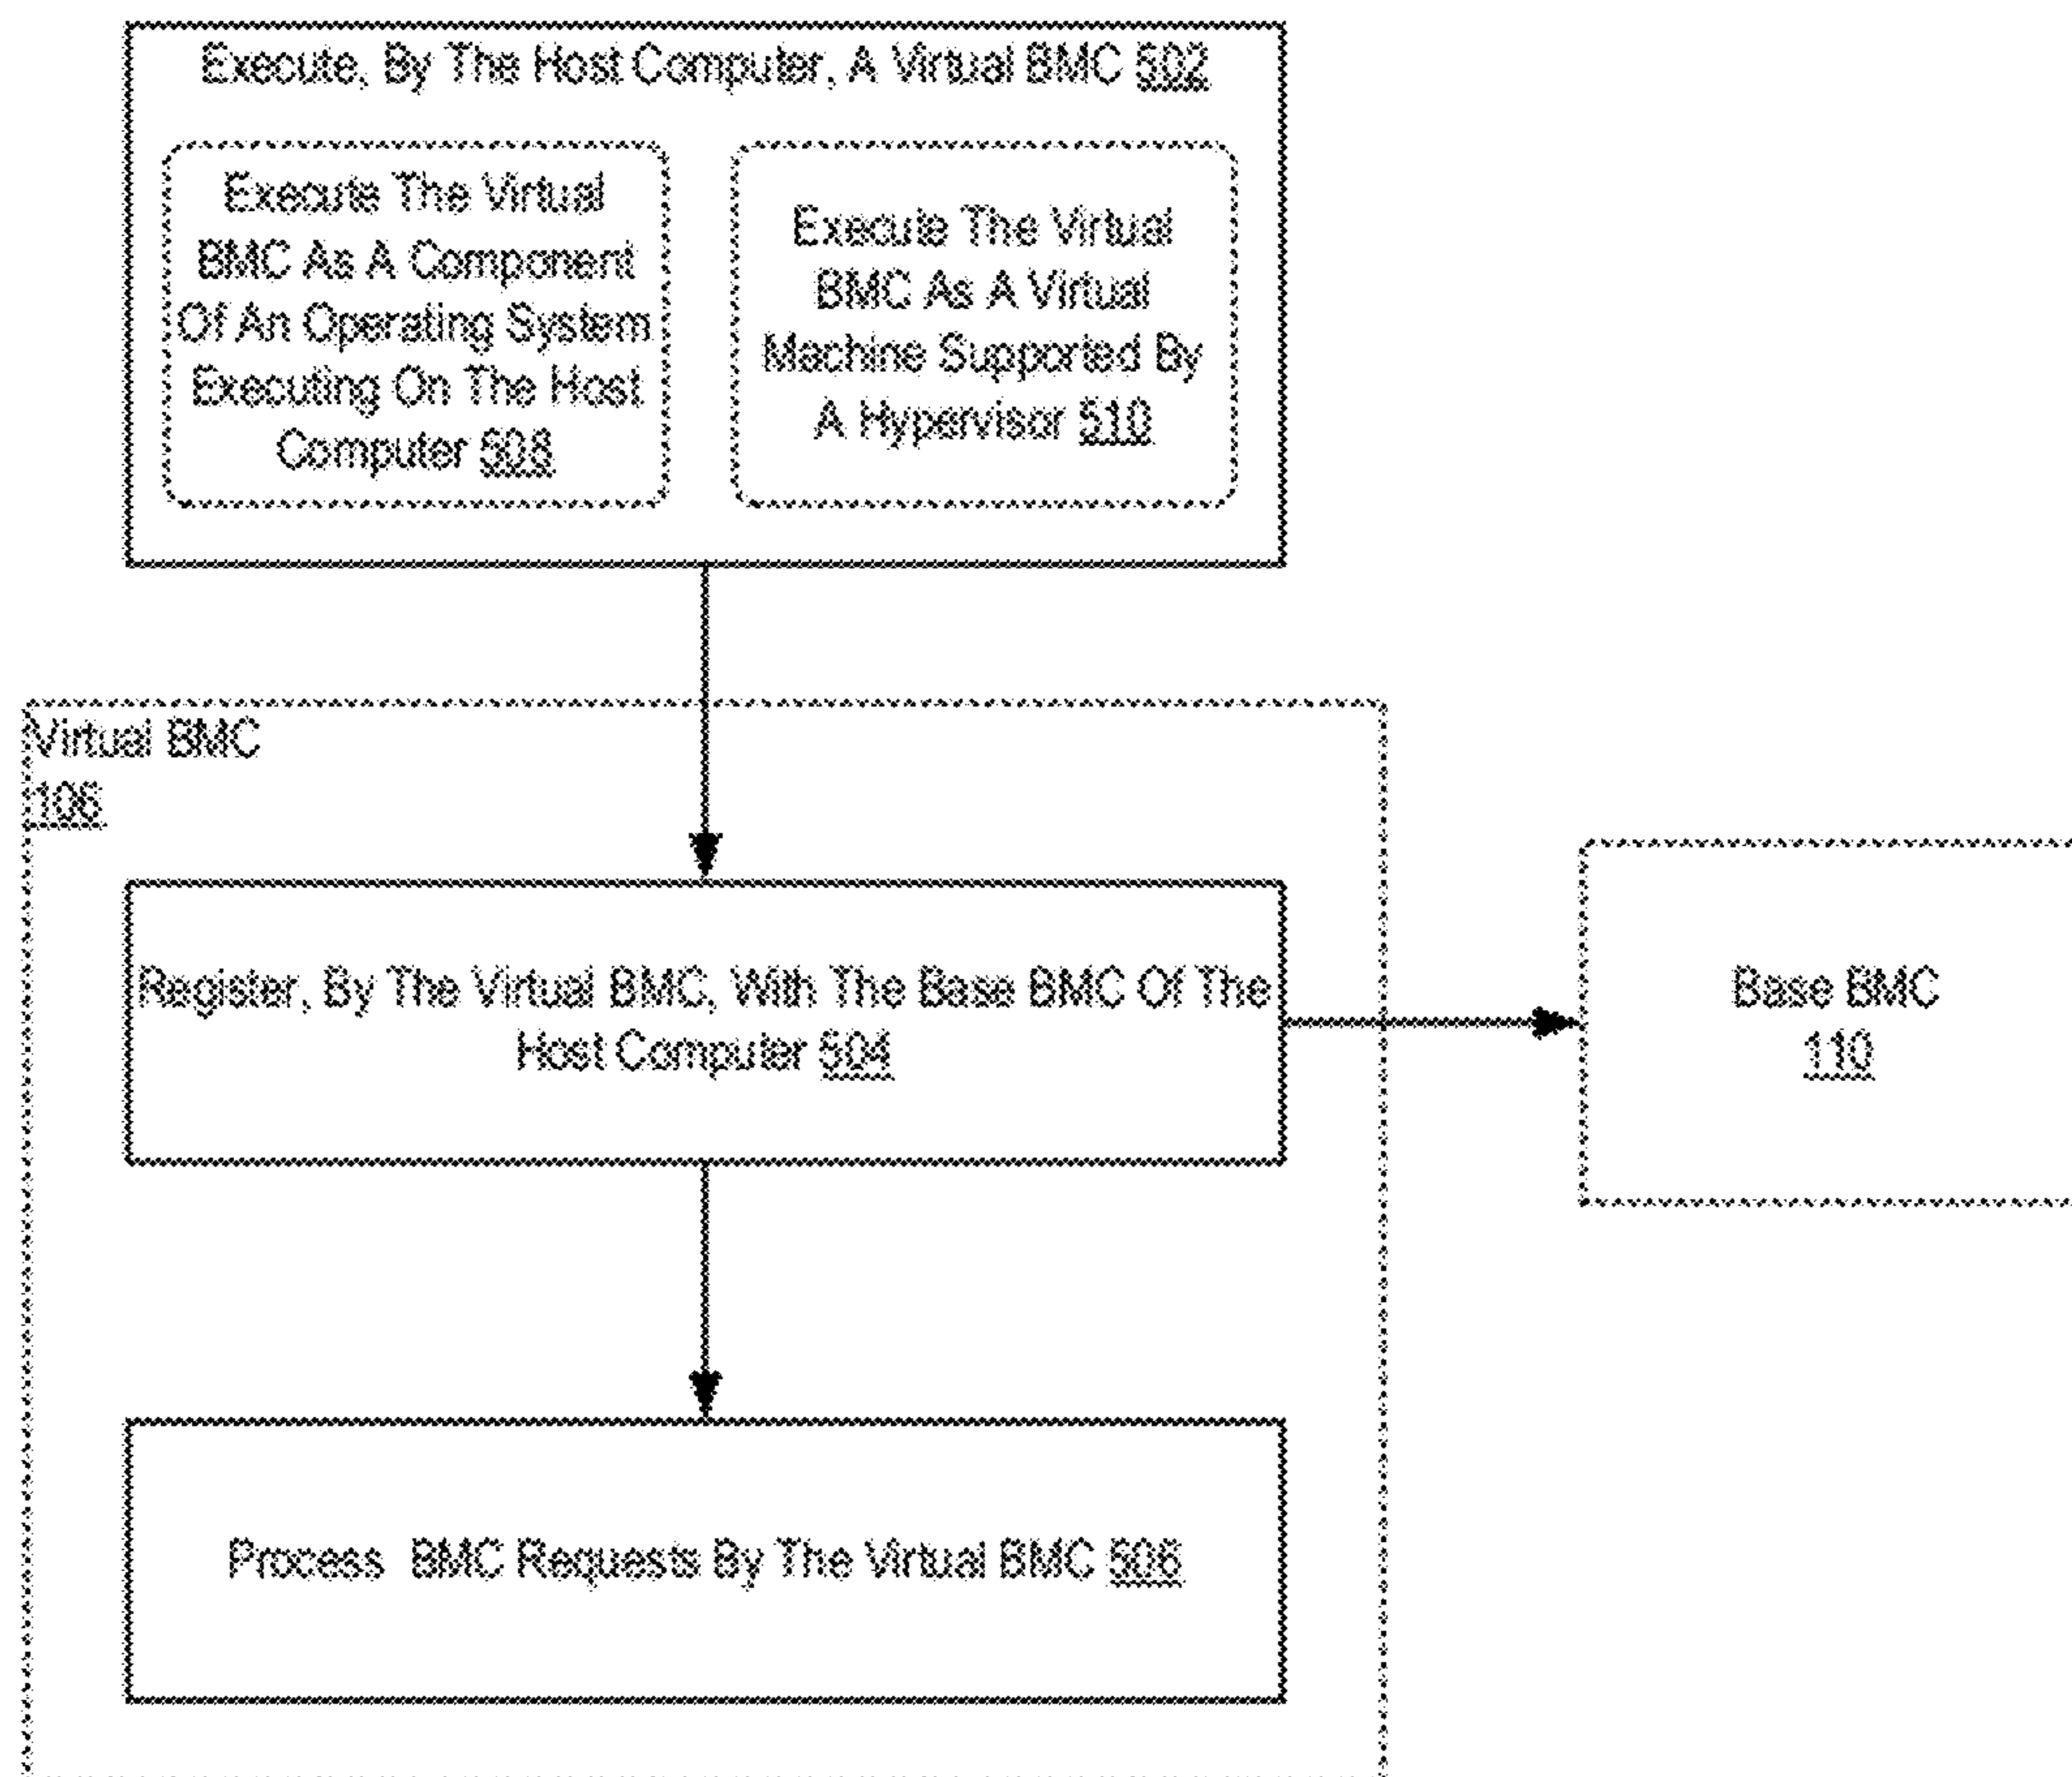 Execute, By The Host Computer, A Virtual BMC 502
Execute The Virtual
BMC As A Component
Of An Operating System
Executing On The Host
Computer 508
Execute The Virtual
BMC As A Virtual
Machine Supported By
A Hypervisor 510
Virtual BMC
106
Register, By The Virtual BMC, With The Base BMC Of The
Host Computer 504
Base BMC
110
Process BMC Requests By The Virtual BMC 506